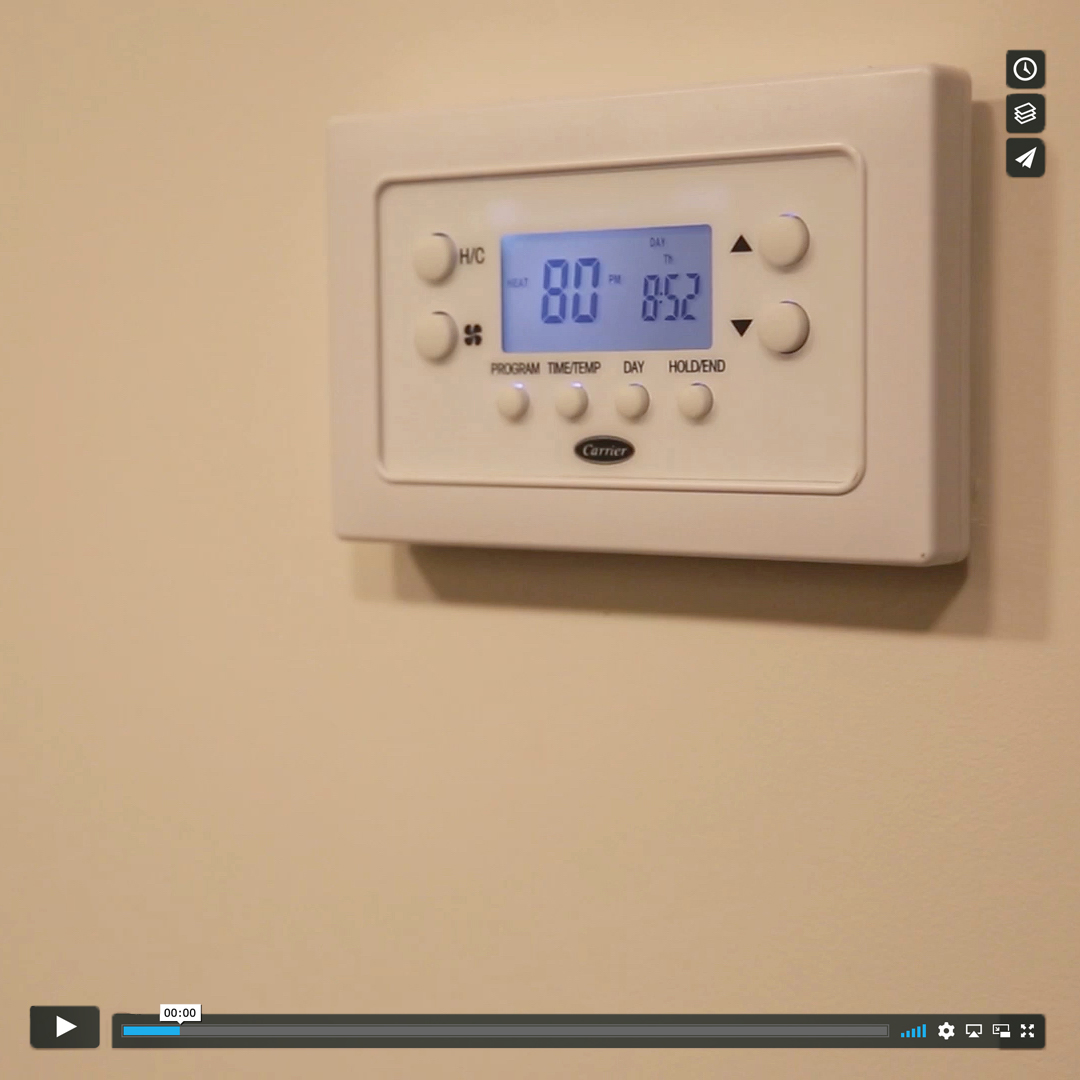 H/C
DAY
Th
HEAT 80 PM 8:52
PROGRAM TIME/TEMP DAY HOLD/END
Carrier
00:00